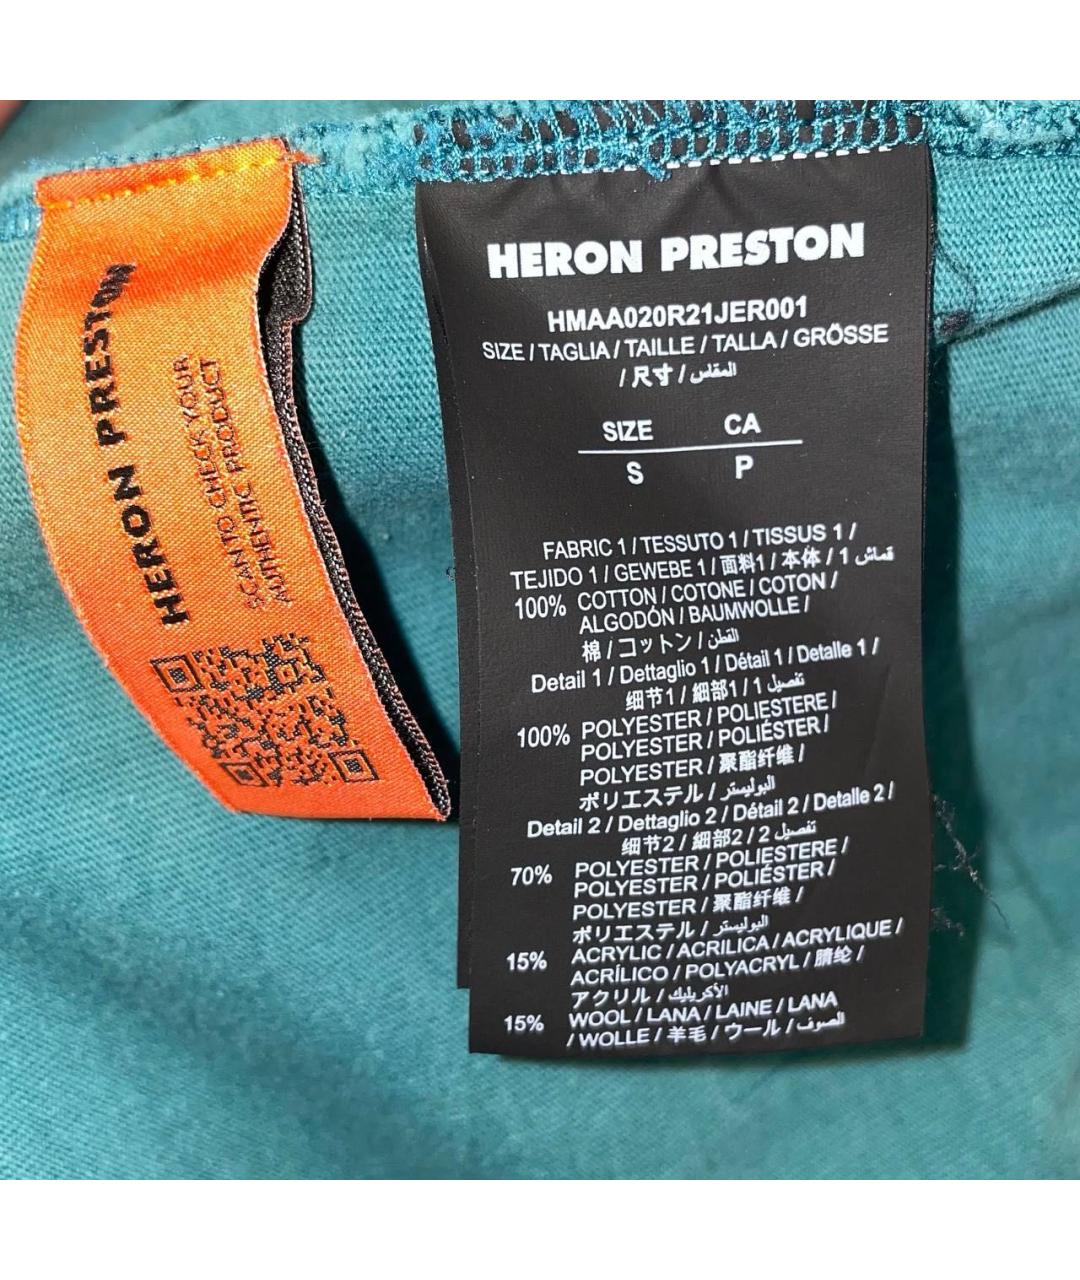 HERON PRESTON
SCAN TO CHECK YOUR
AUTHENTIC PRODUCT
HERON PRESTON
HMAA020R21JER001
SIZE / TAGLIA / TAILLE / TALLA / GRÖSSE
/ 尺寸 / المقاس
SIZE CA
S P
FABRIC 1 / TESSUTO 1 / TISSUS 1 /
TEJIDO 1 / GEWEBE 1 / 面料1 / 本体 / 1 قماش
100% COTTON / COTONE / COTON /
ALGODÓN / BAUMWOLLE /
棉 / コットン / القطن
Detail 1 / Dettaglio 1 / Détail 1 / Detalle 1 /
细节1 / 細部1 / 1 تفصيل
100% POLYESTER / POLIESTERE /
POLYESTER / POLIÉSTER /
POLYESTER / 聚酯纤维 /
ポリエステル / البوليستر
Detail 2 / Dettaglio 2 / Détail 2 / Detalle 2 /
细节2 / 細部2 / 2 تفصيل
70% POLYESTER / POLIESTERE /
POLYESTER / POLIÉSTER /
POLYESTER / 聚酯纤维 /
ポリエステル / البوليستر
15% ACRYLIC / ACRILICA / ACRYLIQUE /
ACRÍLICO / POLYACRYL / 腈纶 /
アクリル / الأكريليك
15% WOOL / LANA / LAINE / LANA
/ WOLLE / 羊毛 / ウール / الصوف